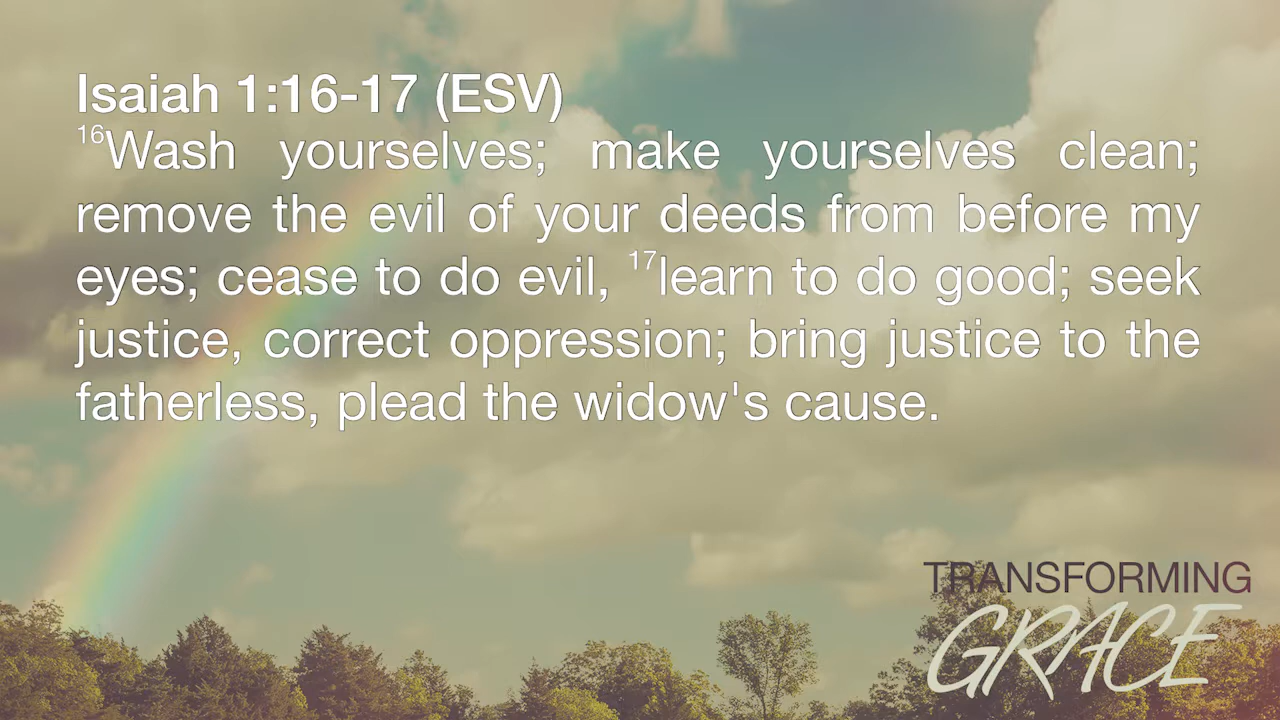 Isaiah 1:16-17 (ESV)
16Wash yourselves; make yourselves clean;
remove the evil of your deeds from before my
eyes; cease to do evil, 17learn to do good; seek
justice, correct oppression; bring justice to the
fatherless, plead the widow's cause.
TRANSFORMING
GRACE